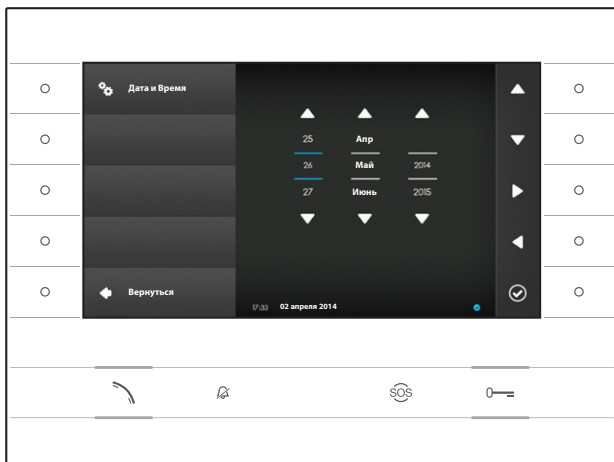 Дата и Время
25 Апр
26 Май 2014
27 Июнь 2015
Вернуться
17:33 02 апреля 2014
SOS